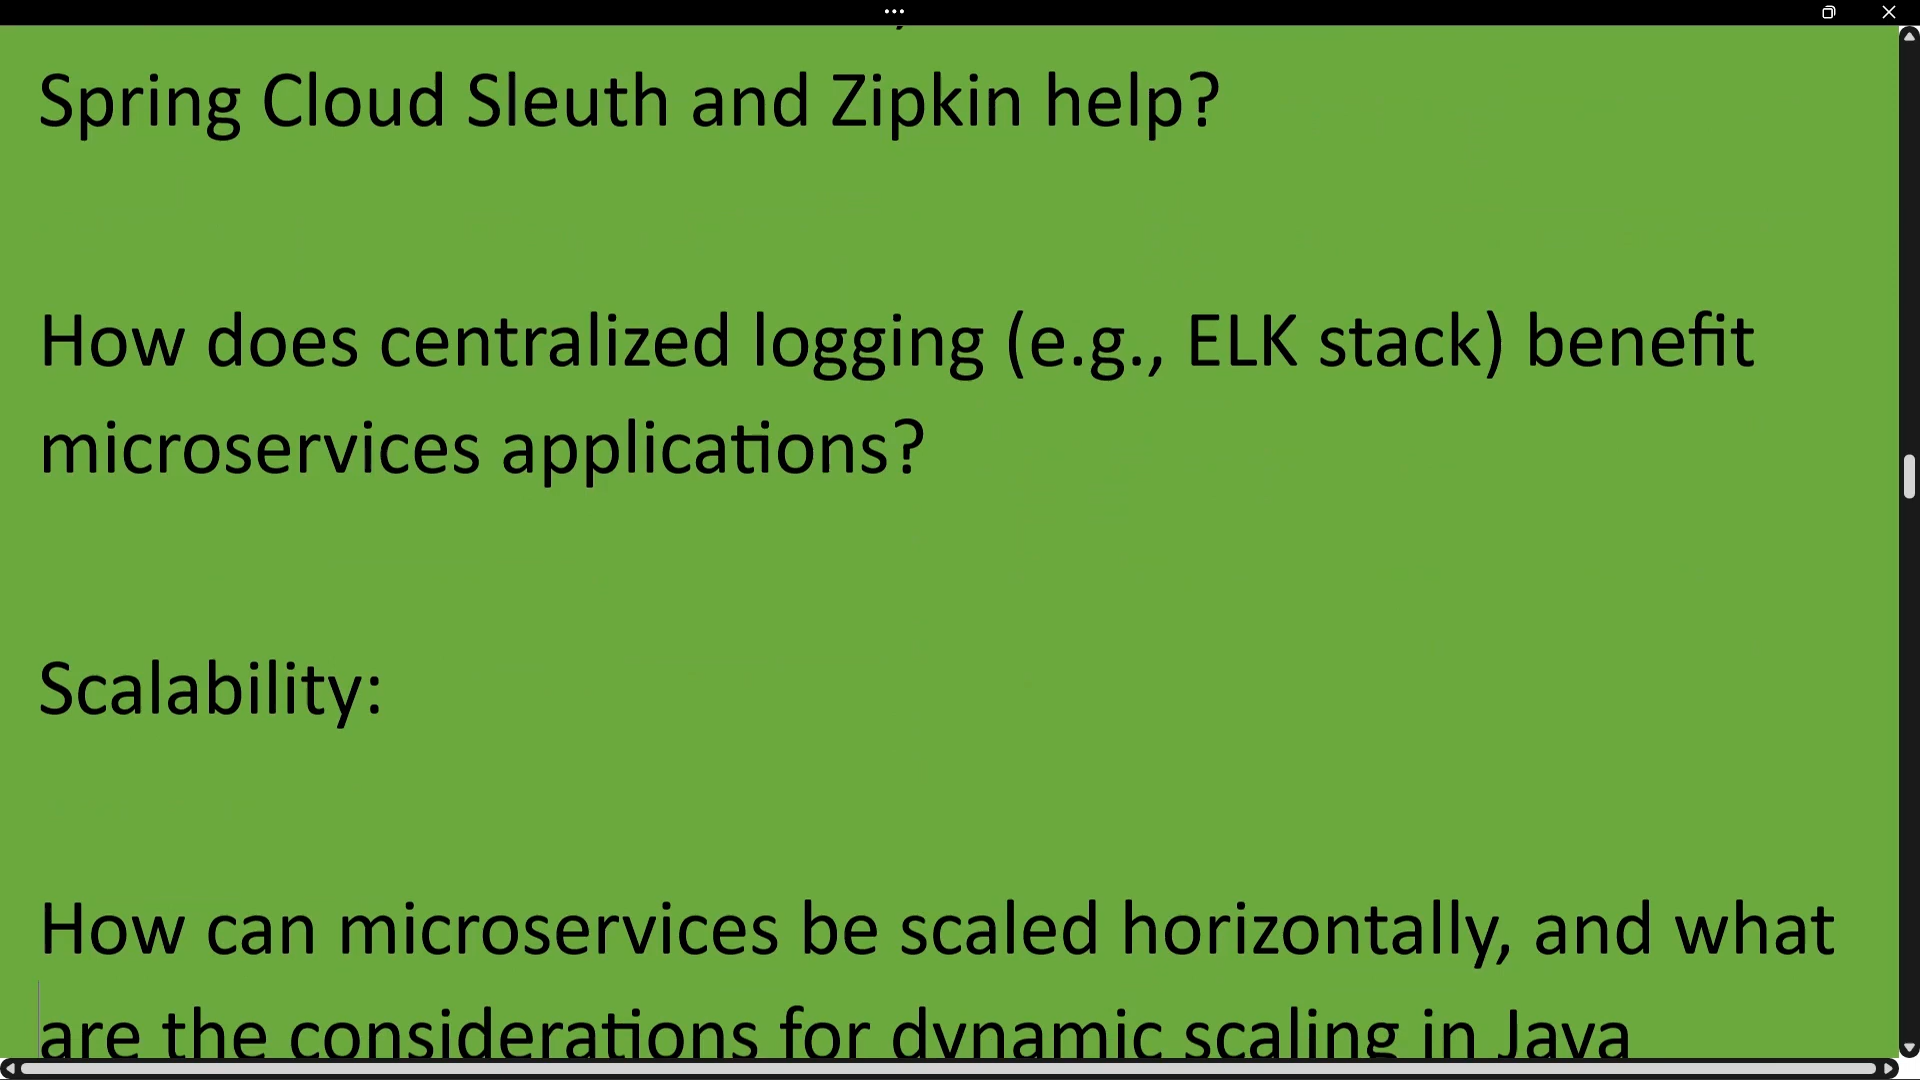 Spring Cloud Sleuth and Zipkin help?
How does centralized logging (e.g., ELK stack) benefit
microservices applications?
Scalability:
How can microservices be scaled horizontally, and what
are the considerations for dynamic scaling in Java